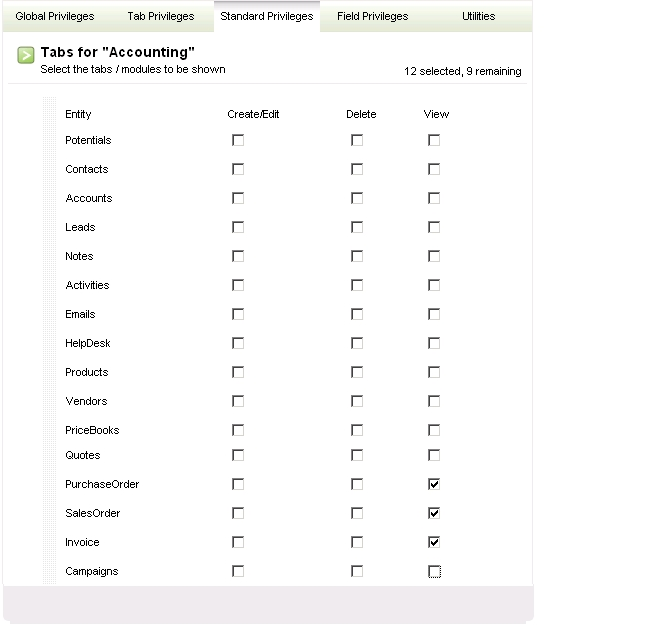 Global Privileges Tab Privileges Standard Privileges Field Privileges Utilities
Tabs for "Accounting"
Select the tabs / modules to be shown
12 selected, 9 remaining
Entity Create/Edit Delete View
Potentials
Contacts
Accounts
Leads
Notes
Activities
Emails
HelpDesk
Products
Vendors
PriceBooks
Quotes
PurchaseOrder
SalesOrder
Invoice
Campaigns